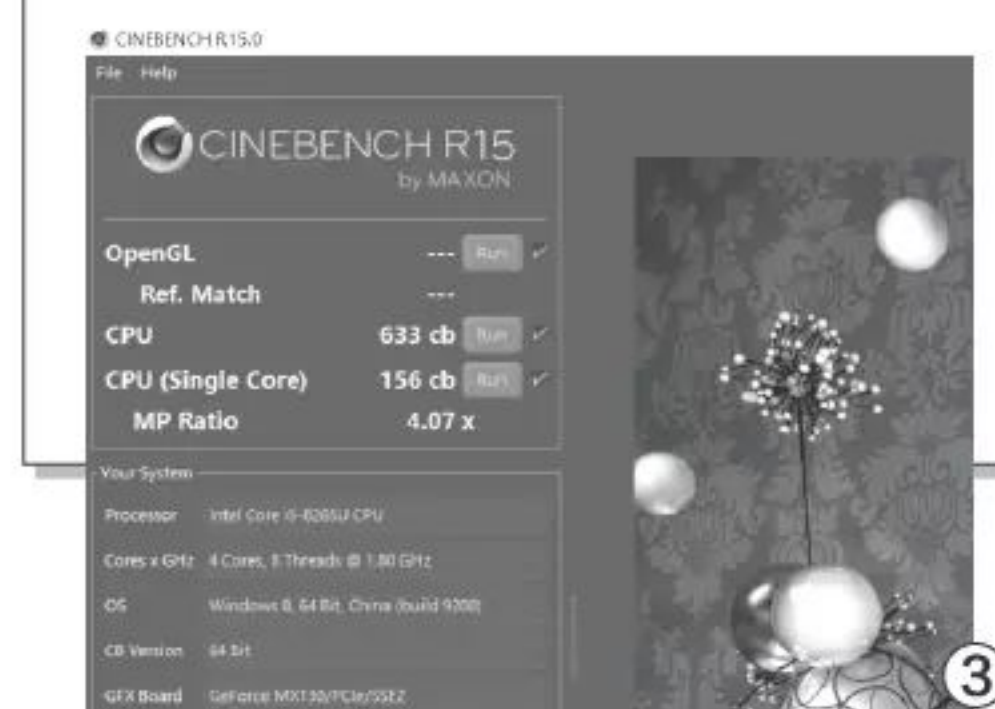 CINEBENCH R15.0
File Help
CINEBENCH R15
by MAXON
OpenGL --- Run
Ref. Match ---
CPU 633 cb Run
CPU (Single Core) 156 cb Run
MP Ratio 4.07 x
Your System
Processor Intel Core i5-8265U CPU
Cores x GHz 4 Cores, 8 Threads @ 1.80 GHz
OS Windows 8, 64 Bit, China (build 9200)
CB Version 64 Bit
GFX Board GeForce MX130/PCIe/SSE2
③